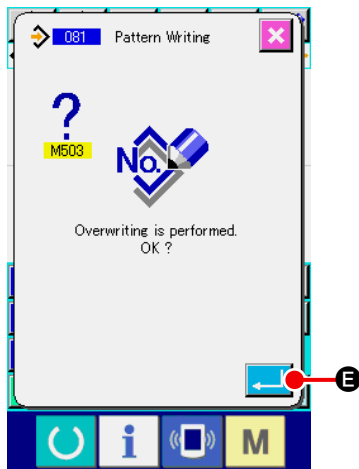 081 Pattern Writing
M503
No.
Overwriting is performed.
OK ?
E
i
M